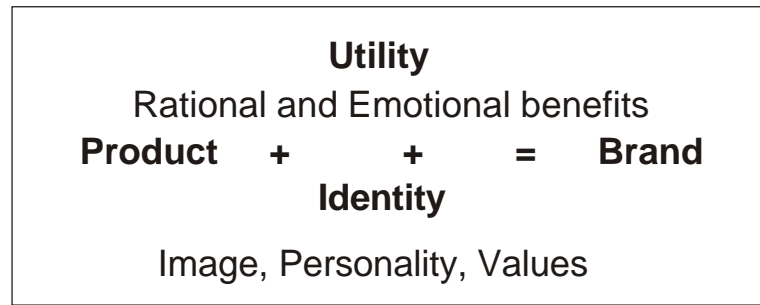 Utility
Rational and Emotional benefits
Product + + = Brand
Identity
Image, Personality, Values